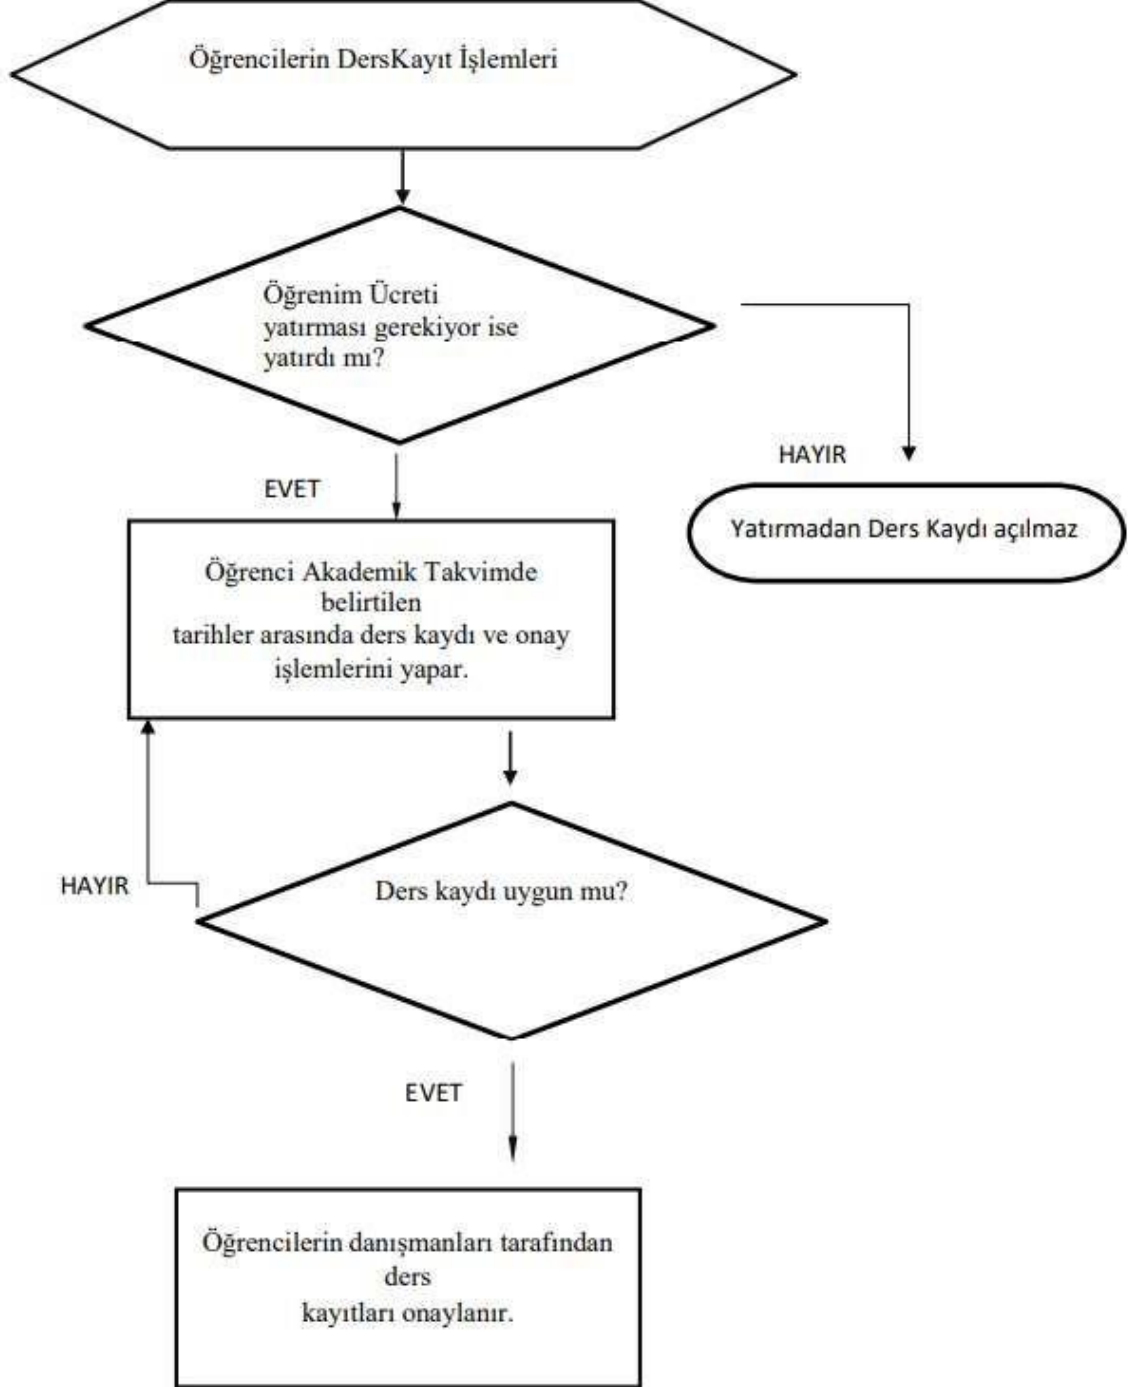 Öğrencilerin DersKayıt İşlemleri
Öğrenim Ücreti
yatırması gerekiyor ise
yatırdı mı?
HAYIR
EVET
Yatırmadan Ders Kaydı açılmaz
Öğrenci Akademik Takvimde
belirtilen
tarihler arasında ders kaydı ve onay
işlemlerini yapar.
HAYIR
Ders kaydı uygun mu?
EVET
Öğrencilerin danışmanları tarafından
ders
kayıtları onaylanır.